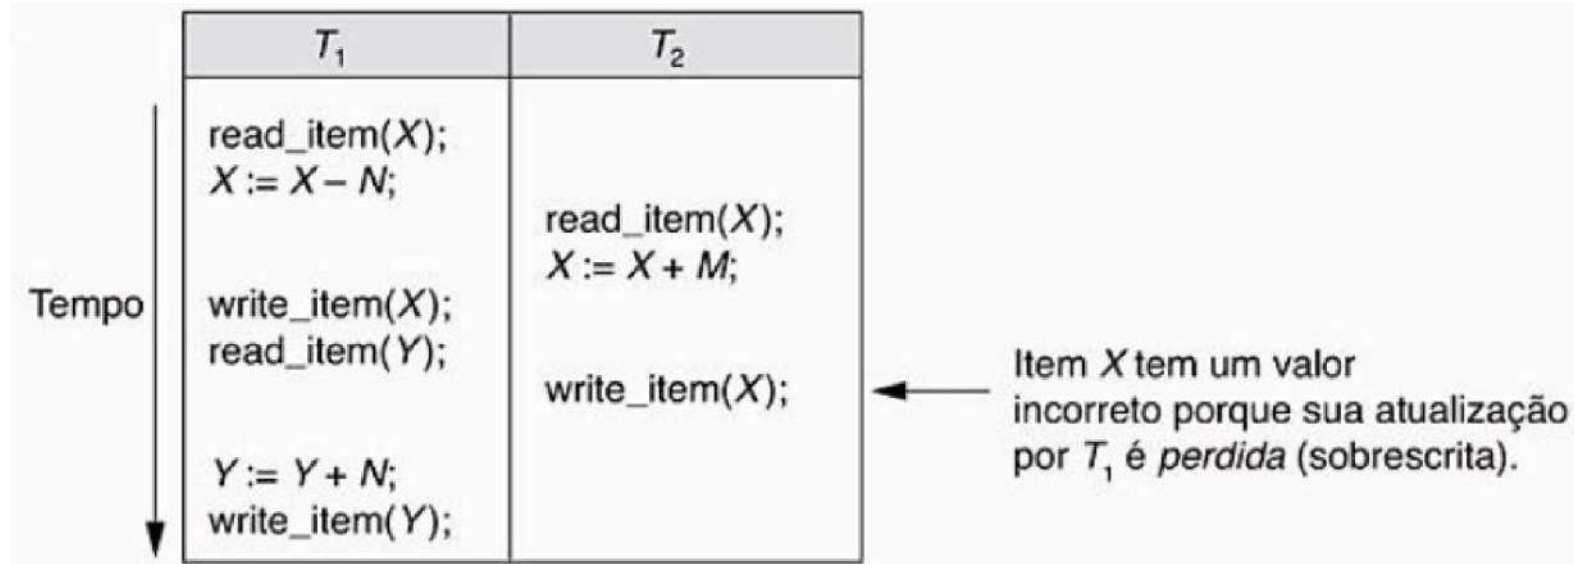 T₁ T₂
read_item(X);
X := X – N;
read_item(X);
X := X + M;
Tempo
write_item(X);
read_item(Y);
write_item(X);
Item X tem um valor
incorreto porque sua atualização
por T₁ é perdida (sobrescrita).
Y := Y + N;
write_item(Y);